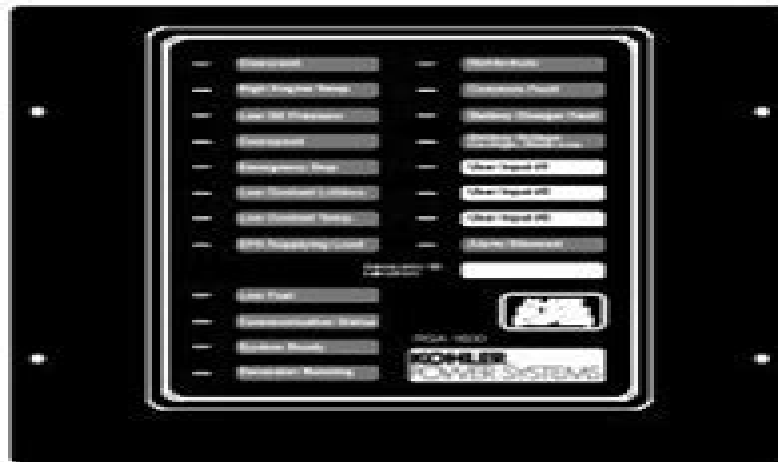 Overspeed
High Engine Temp.
Low Oil Pressure
Overcrank
Emergency Stop
Low Coolant
Low Coolant Temp.
EPS Supplying Load
Low Fuel
Communication Status
System Ready
Generator Running
Not-In-Auto
Common Fault
Battery Charger Fault
User Input #1
User Input #2
User Input #3
Alarm Silenced
RSA 1000
KOHLER
POWER SYSTEMS